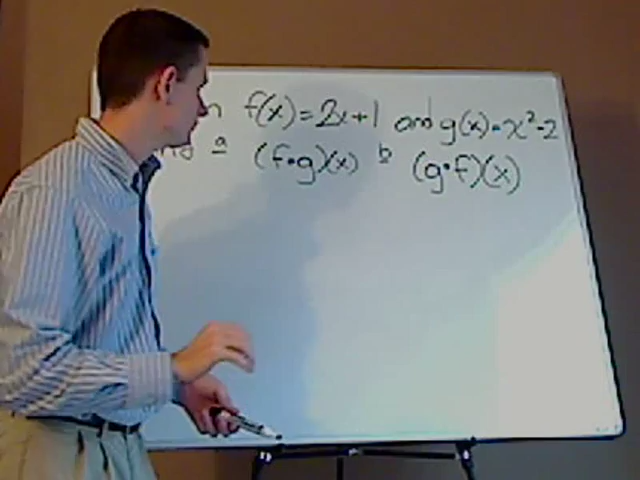 f(x)=2x+1 and g(x)=x²-2
a (f∘g)(x) b (g∘f)(x)